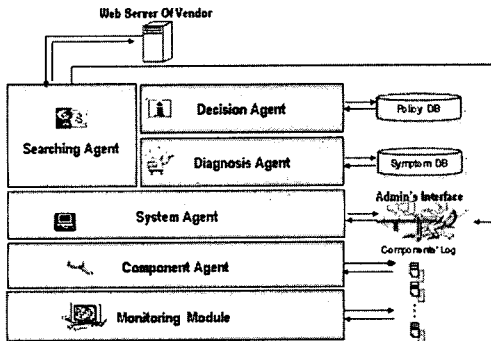 Web Server Of Vendor
Decision Agent
Policy DB
Searching Agent
Diagnosis Agent
Symptom DB
Admin's Interface
System Agent
Components' Log
Component Agent
Monitoring Module